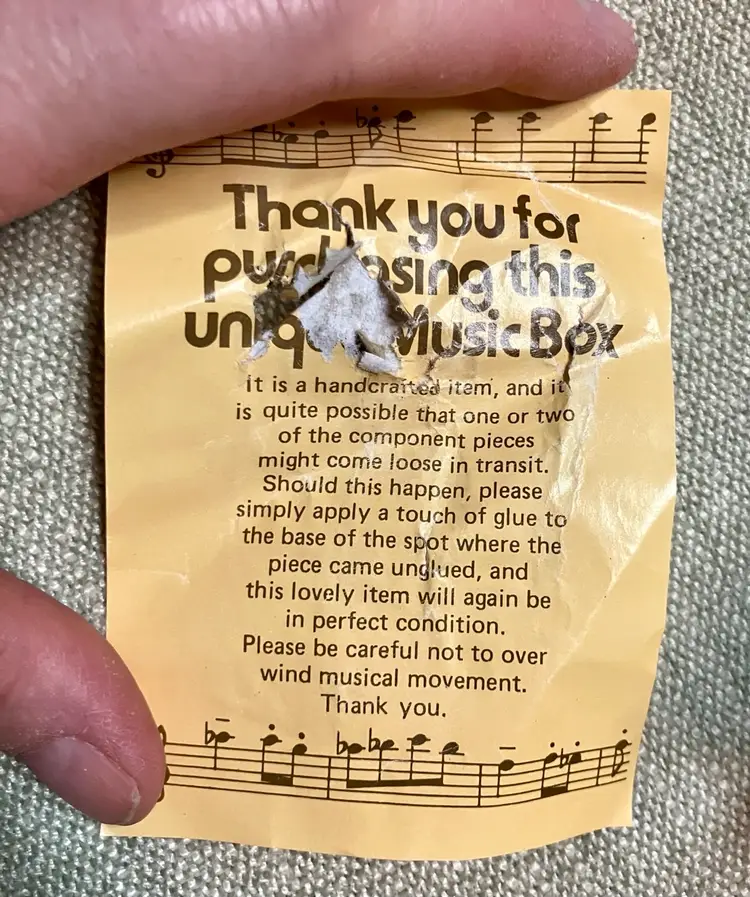 Thank you for
purchasing this
unique Music Box
It is a handcrafted item, and it
is quite possible that one or two
of the component pieces
might come loose in transit.
Should this happen, please
simply apply a touch of glue to
the base of the spot where the
piece came unglued, and
this lovely item will again be
in perfect condition.
Please be careful not to over
wind musical movement.
Thank you.